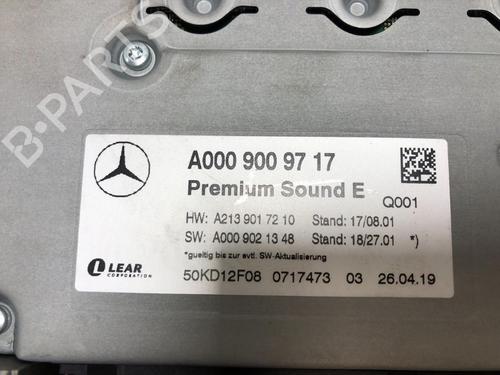 B-PARTS
A000 900 97 17
Premium Sound E
Q001
HW: A213 901 72 10 Stand: 17/08.01
SW: A000 902 13 48 Stand: 18/27.01 *)
*gueltig bis zur evtl. SW-Aktualisierung
LEAR
CORPORATION
50KD12F08 0717473 03 26.04.19